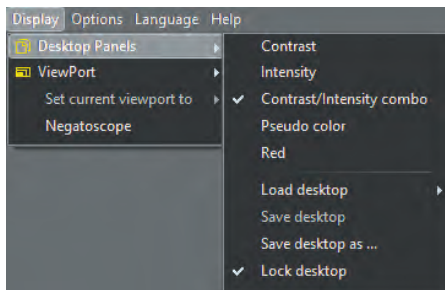 Display Options Language Help
Desktop Panels
ViewPort
Set current viewport to
Negatoscope
Contrast
Intensity
Contrast/Intensity combo
Pseudo color
Red
Load desktop
Save desktop
Save desktop as ...
Lock desktop